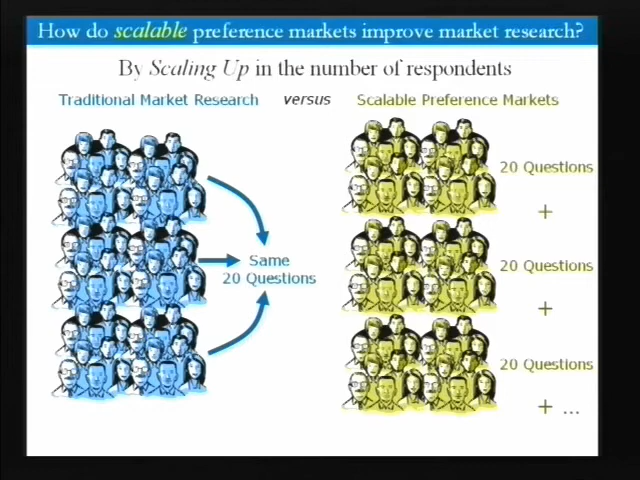 How do scalable preference markets improve market research?
By Scaling Up in the number of respondents
Traditional Market Research versus Scalable Preference Markets
20 Questions
+
Same
20 Questions
20 Questions
+
20 Questions
+ ...